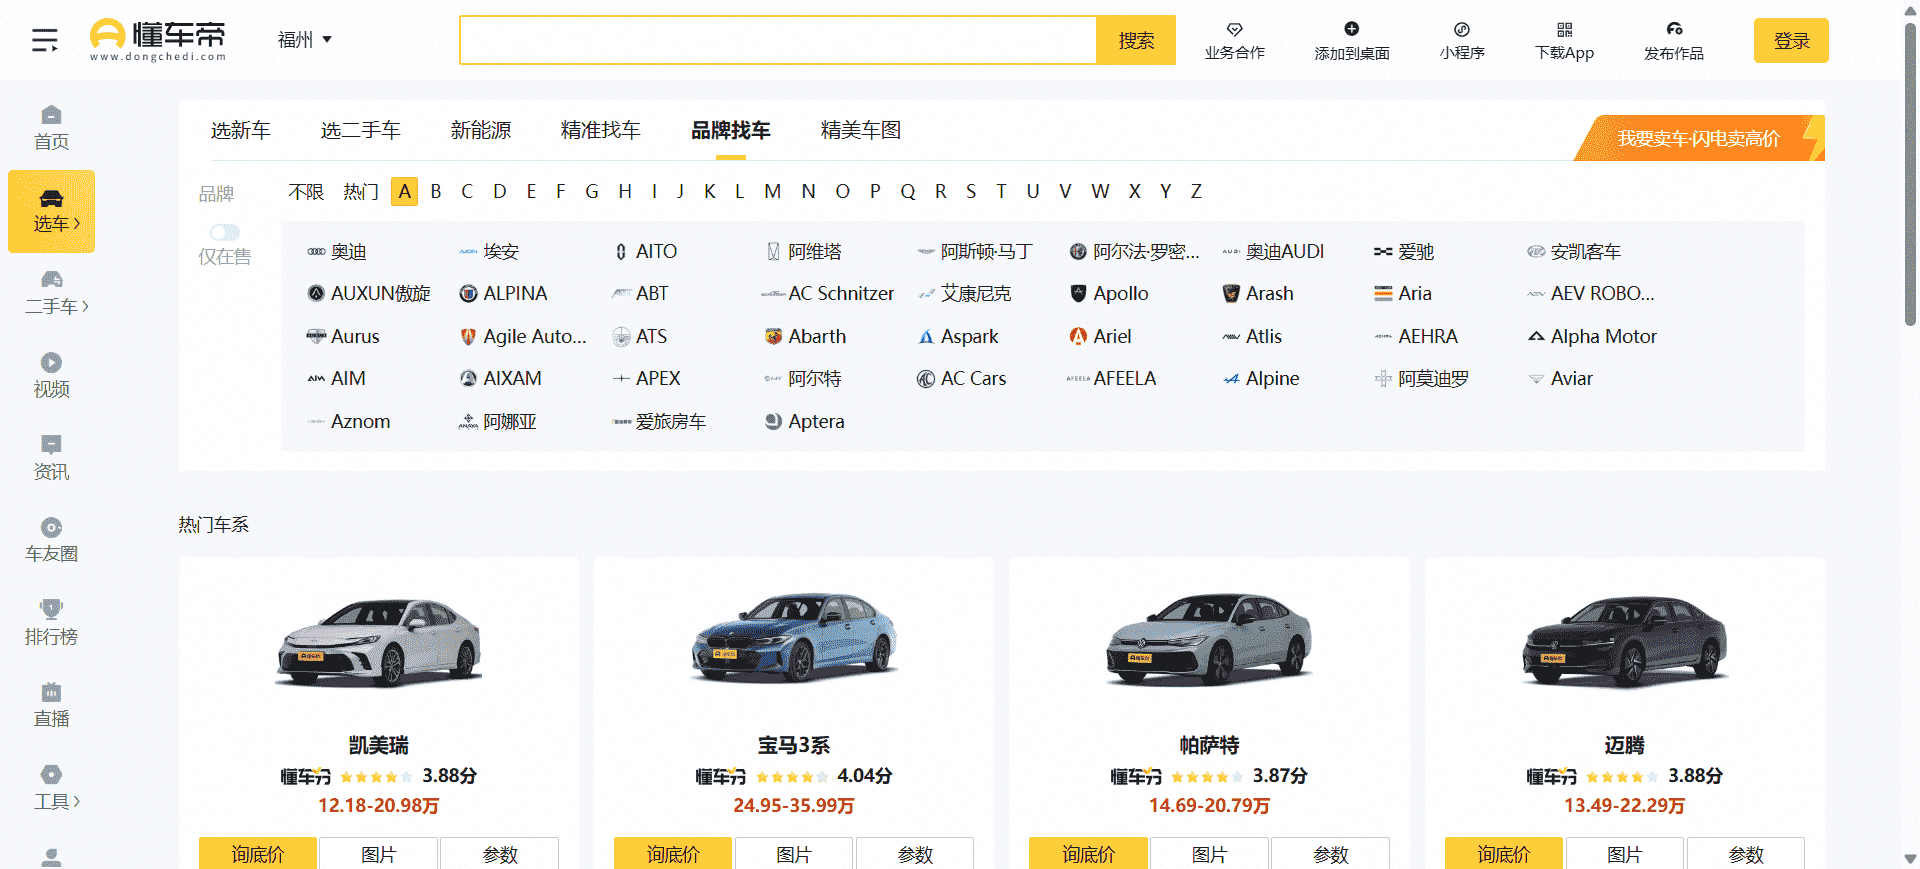 懂车帝
www.dongchedi.com
福州
搜索
业务合作
添加到桌面
小程序
下载App
发布作品
登录
首页
选车
二手车
视频
资讯
车友圈
排行榜
直播
工具
选新车 选二手车 新能源 精准找车 品牌找车 精美车图
我要卖车·闪电卖高价
品牌
不限 热门 A B C D E F G H I J K L M N O P Q R S T U V W X Y Z
仅在售
奥迪 埃安 AITO 阿维塔 阿斯顿·马丁 阿尔法·罗密... 奥迪AUDI 爱驰 安凯客车
AUXUN傲旋 ALPINA ABT AC Schnitzer 艾康尼克 Apollo Arash Aria AEV ROBO...
Aurus Agile Auto... ATS Abarth Aspark Ariel Atlis AEHRA Alpha Motor
AIM AIXAM APEX 阿尔特 AC Cars AFEELA Alpine 阿莫迪罗 Aviar
Aznom 阿娜亚 爱旅房车 Aptera
热门车系
凯美瑞
懂车分 3.88分
12.18-20.98万
询底价 图片 参数
宝马3系
懂车分 4.04分
24.95-35.99万
询底价 图片 参数
帕萨特
懂车分 3.87分
14.69-20.79万
询底价 图片 参数
迈腾
懂车分 3.88分
13.49-22.29万
询底价 图片 参数